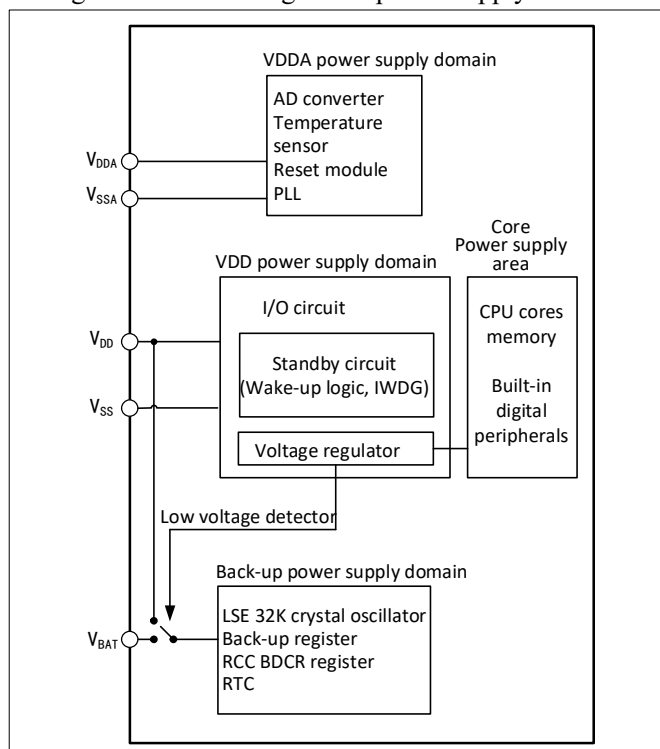 VDDA power supply domain
AD converter
Temperature
sensor
Reset module
PLL
VDDA
VSSA
Core
Power supply
area
VDD power supply domain
I/O circuit
CPU cores
memory
Built-in
digital
peripherals
VDD
Standby circuit
(Wake-up logic, IWDG)
VSS
Voltage regulator
Low voltage detector
Back-up power supply domain
LSE 32K crystal oscillator
Back-up register
RCC BDCR register
RTC
VBAT